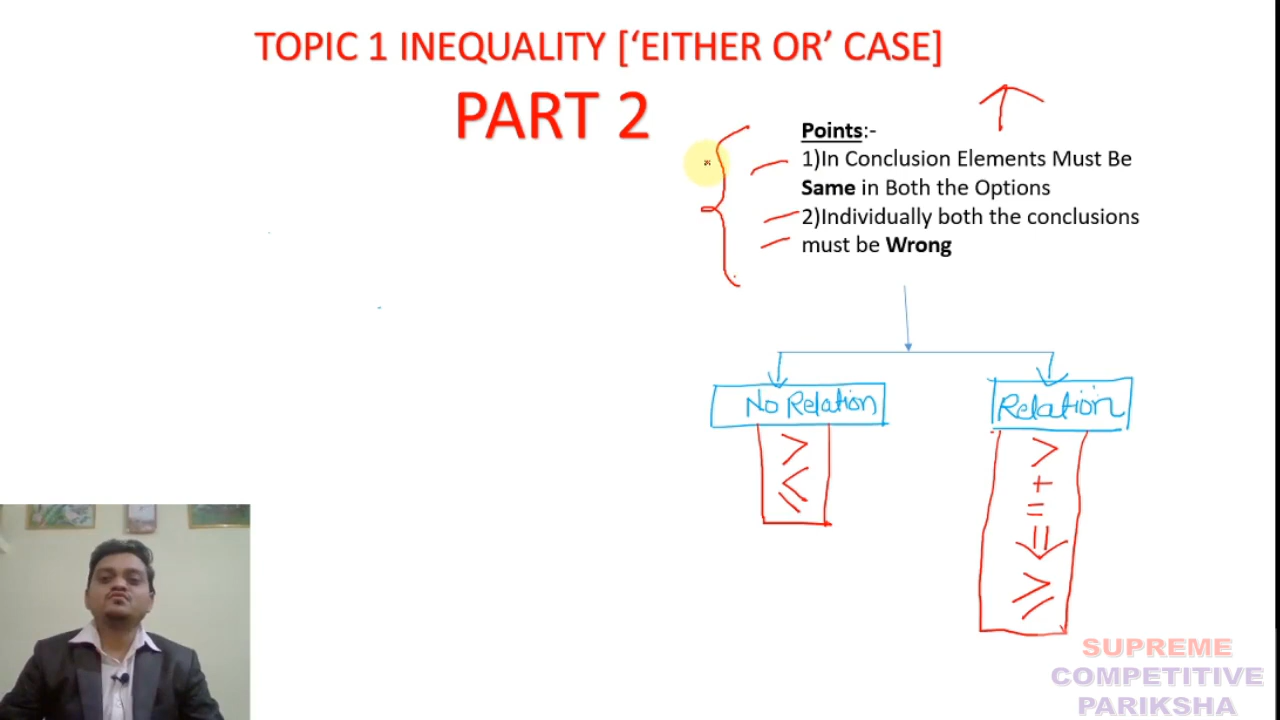 TOPIC 1 INEQUALITY [‘EITHER OR’ CASE]
PART 2
Points:-
1)In Conclusion Elements Must Be
Same in Both the Options
2)Individually both the conclusions
must be Wrong
No Relation
Relation
>
≤
>
+
=
⇓
≥
SUPREME
COMPETITIVE
PARIKSHA